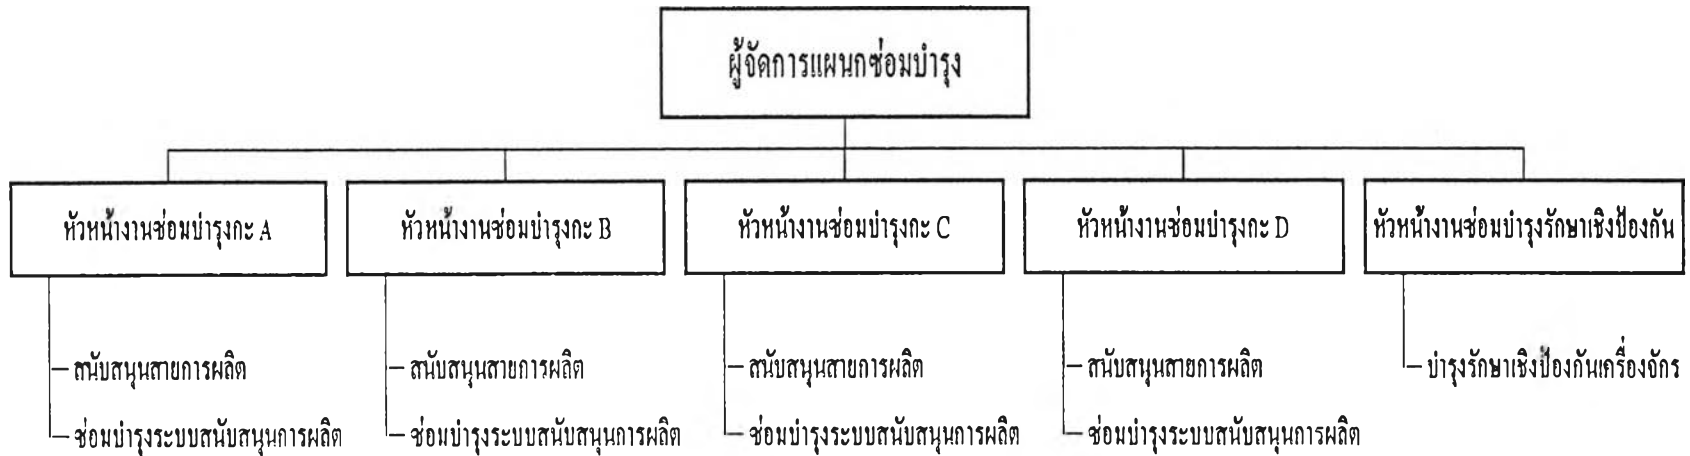 ผู้จัดการแผนกซ่อมบำรุง
หัวหน้างานซ่อมบำรุงกะ A
หัวหน้างานซ่อมบำรุงกะ B
หัวหน้างานซ่อมบำรุงกะ C
หัวหน้างานซ่อมบำรุงกะ D
หัวหน้างานซ่อมบำรุงรักษาเชิงป้องกัน
สนับสนุนสายการผลิต
สนับสนุนสายการผลิต
สนับสนุนสายการผลิต
สนับสนุนสายการผลิต
บำรุงรักษาเชิงป้องกันเครื่องจักร
ซ่อมบำรุงระบบสนับสนุนการผลิต
ซ่อมบำรุงระบบสนับสนุนการผลิต
ซ่อมบำรุงระบบสนับสนุนการผลิต
ซ่อมบำรุงระบบสนับสนุนการผลิต